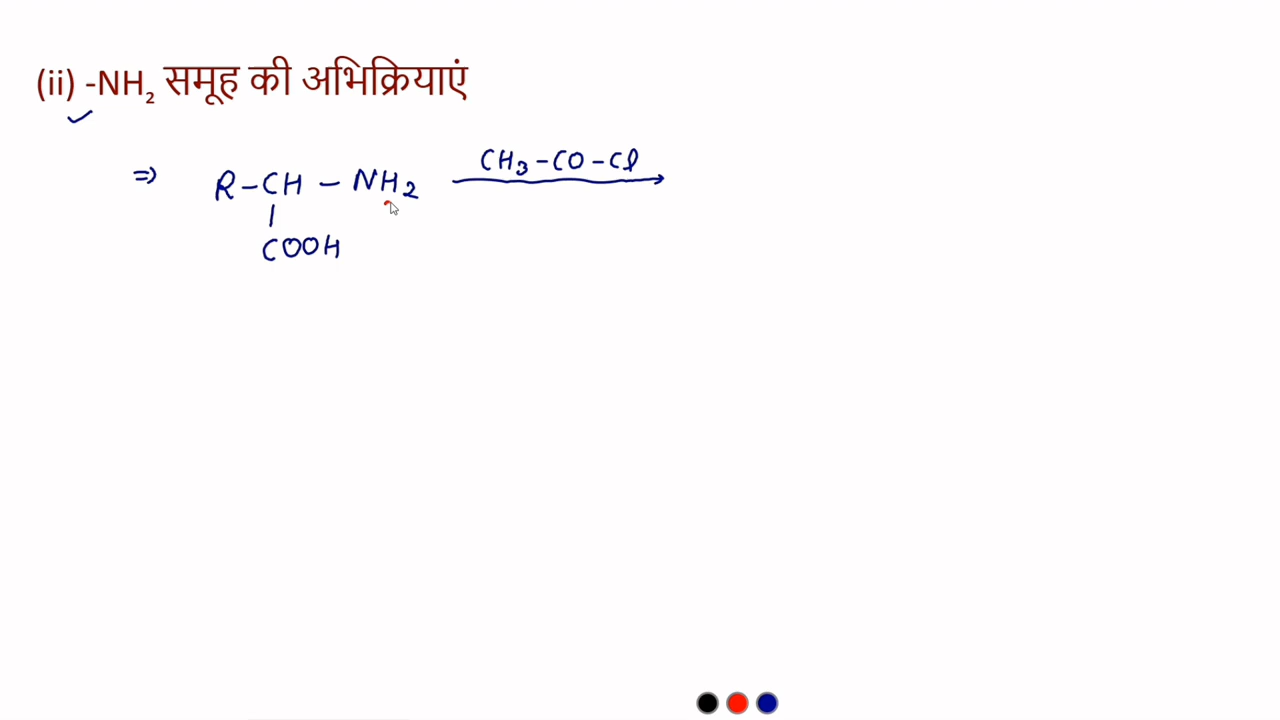 (ii) -NH₂ समूह की अभिक्रियाएं
⇒ R-CH-NH₂ CH₃-CO-Cl →
|
COOH